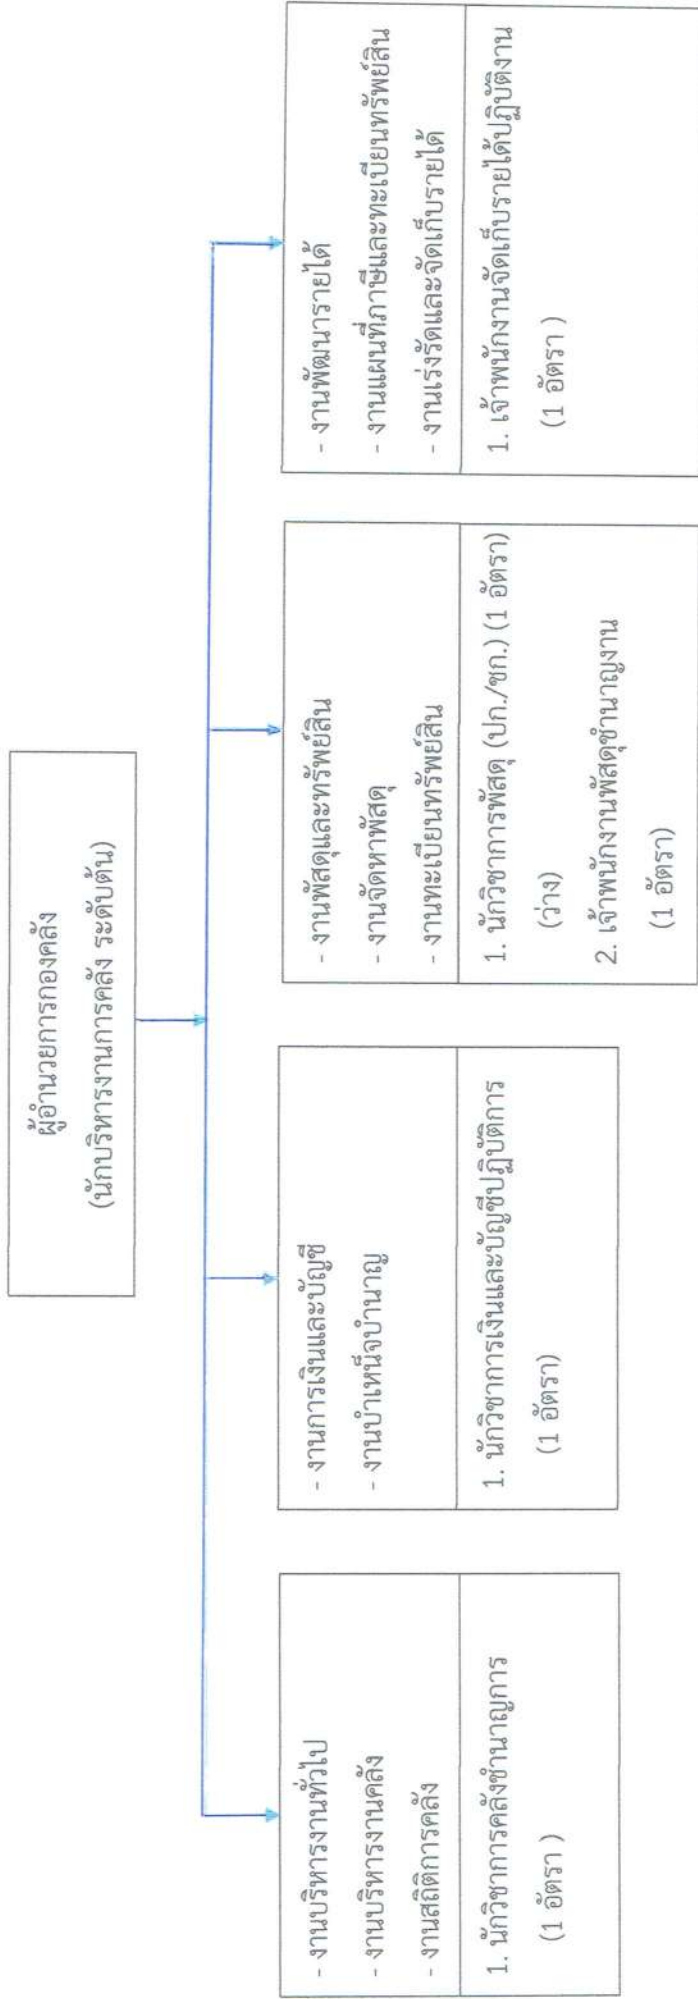 ผู้อำนวยการกองคลัง
(นักบริหารงานการคลัง ระดับต้น)
- งานบริหารงานทั่วไป
- งานบริหารงานคลัง
- งานสถิติการคลัง
1. นักวิชาการคลังชำนาญการ
(1 อัตรา )
- งานการเงินและบัญชี
- งานบำเหน็จบำนาญ
1. นักวิชาการเงินและบัญชีปฏิบัติการ
(1 อัตรา)
- งานพัสดุและทรัพย์สิน
- งานจัดหาพัสดุ
- งานทะเบียนทรัพย์สิน
1. นักวิชาการพัสดุ (ปก./ชก.) (1 อัตรา)
(ว่าง)
2. เจ้าพนักงานพัสดุชำนาญงาน
(1 อัตรา)
- งานพัฒนารายได้
- งานแผนที่ภาษีและทะเบียนทรัพย์สิน
- งานเร่งรัดและจัดเก็บรายได้
1. เจ้าพนักงานจัดเก็บรายได้ปฏิบัติงาน
(1 อัตรา )